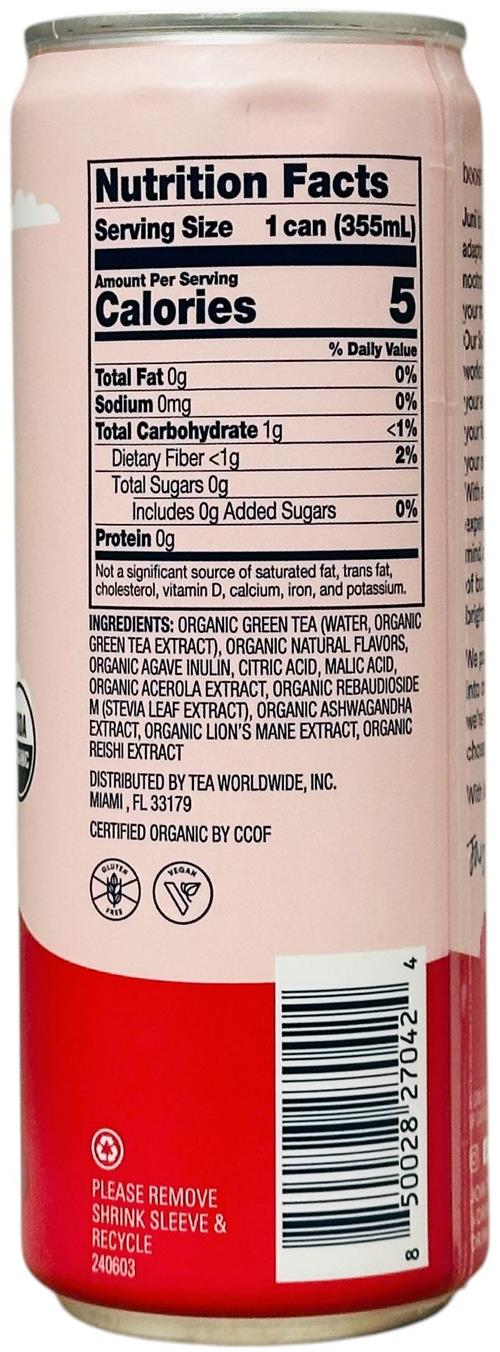 Nutrition Facts
Serving Size 1 can (355mL)
Amount Per Serving
Calories 5
% Daily Value
Total Fat 0g 0%
Sodium 0mg 0%
Total Carbohydrate 1g <1%
Dietary Fiber <1g 2%
Total Sugars 0g
Includes 0g Added Sugars 0%
Protein 0g
Not a significant source of saturated fat, trans fat,
cholesterol, vitamin D, calcium, iron, and potassium.
INGREDIENTS: ORGANIC GREEN TEA (WATER, ORGANIC
GREEN TEA EXTRACT), ORGANIC NATURAL FLAVORS,
ORGANIC AGAVE INULIN, CITRIC ACID, MALIC ACID,
ORGANIC ACEROLA EXTRACT, ORGANIC REBAUDIOSIDE
M (STEVIA LEAF EXTRACT), ORGANIC ASHWAGANDHA
EXTRACT, ORGANIC LION'S MANE EXTRACT, ORGANIC
REISHI EXTRACT
DISTRIBUTED BY TEA WORLDWIDE, INC.
MIAMI , FL 33179
CERTIFIED ORGANIC BY CCOF
GLUTEN FREE
VEGAN
8 50028 27042 4
PLEASE REMOVE
SHRINK SLEEVE &
RECYCLE
240603